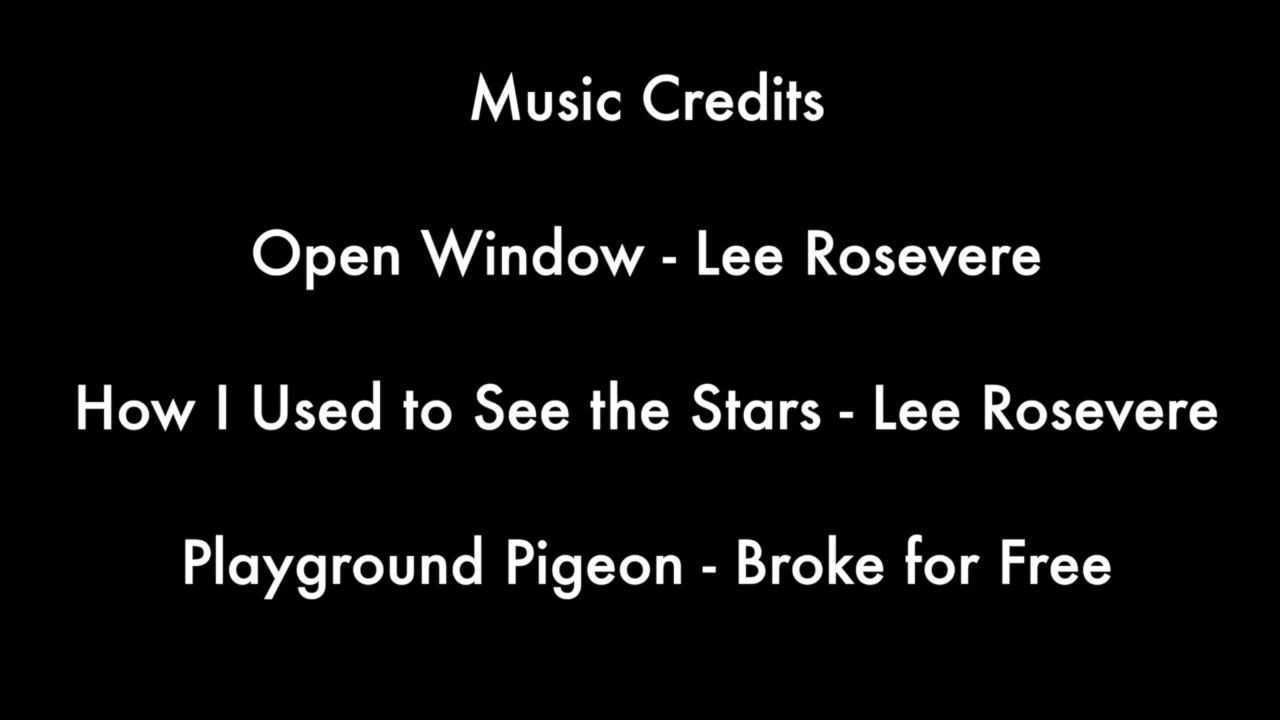 Music Credits
Open Window - Lee Rosevere
How I Used to See the Stars - Lee Rosevere
Playground Pigeon - Broke for Free